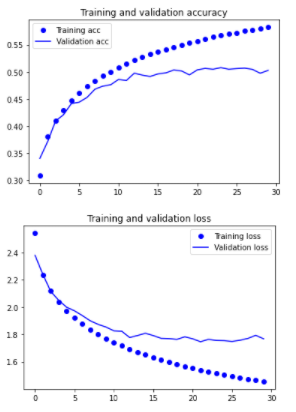 Training and validation accuracy
Training acc
Validation acc
0.55
0.50
0.45
0.40
0.35
0.30
0 5 10 15 20 25 30
Training and validation loss
Training loss
Validation loss
2.4
2.2
2.0
1.8
1.6
0 5 10 15 20 25 30